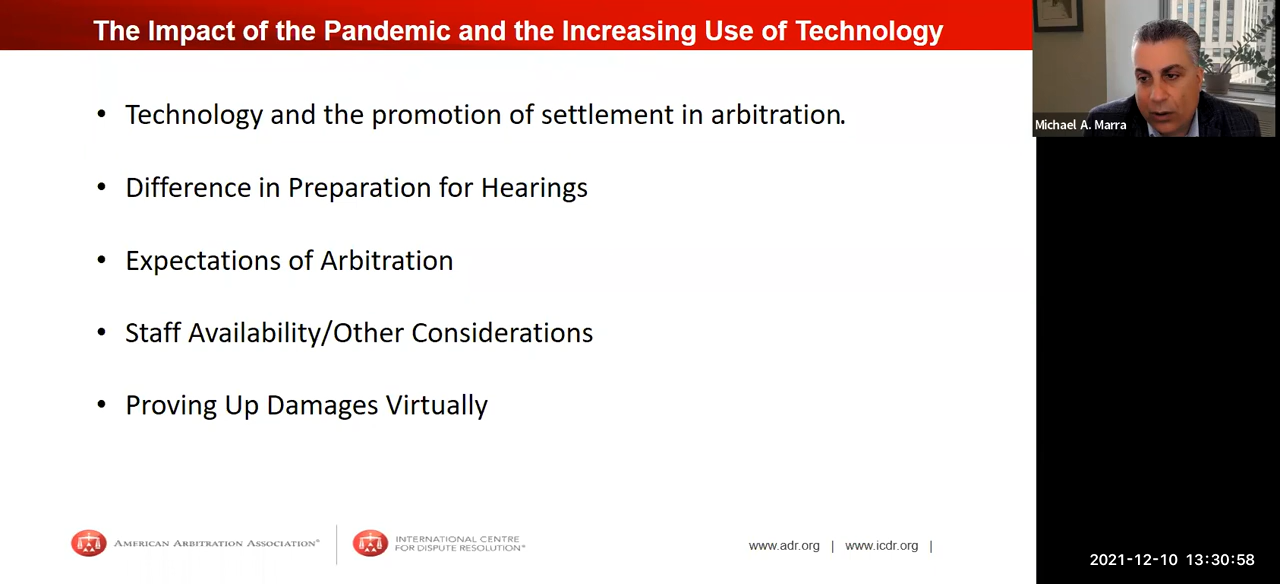 The Impact of the Pandemic and the Increasing Use of Technology
• Technology and the promotion of settlement in arbitration.
• Difference in Preparation for Hearings
• Expectations of Arbitration
• Staff Availability/Other Considerations
• Proving Up Damages Virtually
Michael A. Marra
AMERICAN ARBITRATION ASSOCIATION®
INTERNATIONAL CENTRE
FOR DISPUTE RESOLUTION®
www.adr.org | www.icdr.org |
2021-12-10 13:30:58